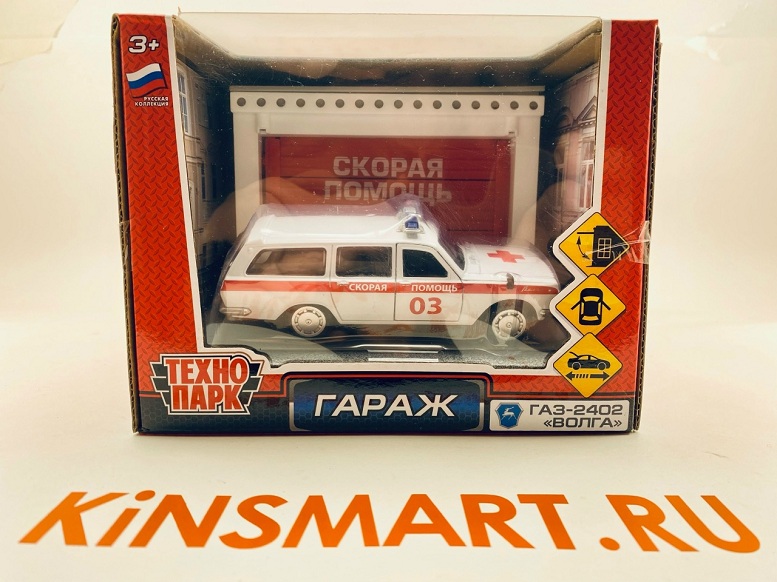 3+
РУССКАЯ
КОЛЛЕКЦИЯ
СКОРАЯ
ПОМОЩЬ
СКОРАЯ ПОМОЩЬ
03
ТЕХНО
ПАРК
ГАРАЖ
ГАЗ-2402
«ВОЛГА»
KiNSMART.RU